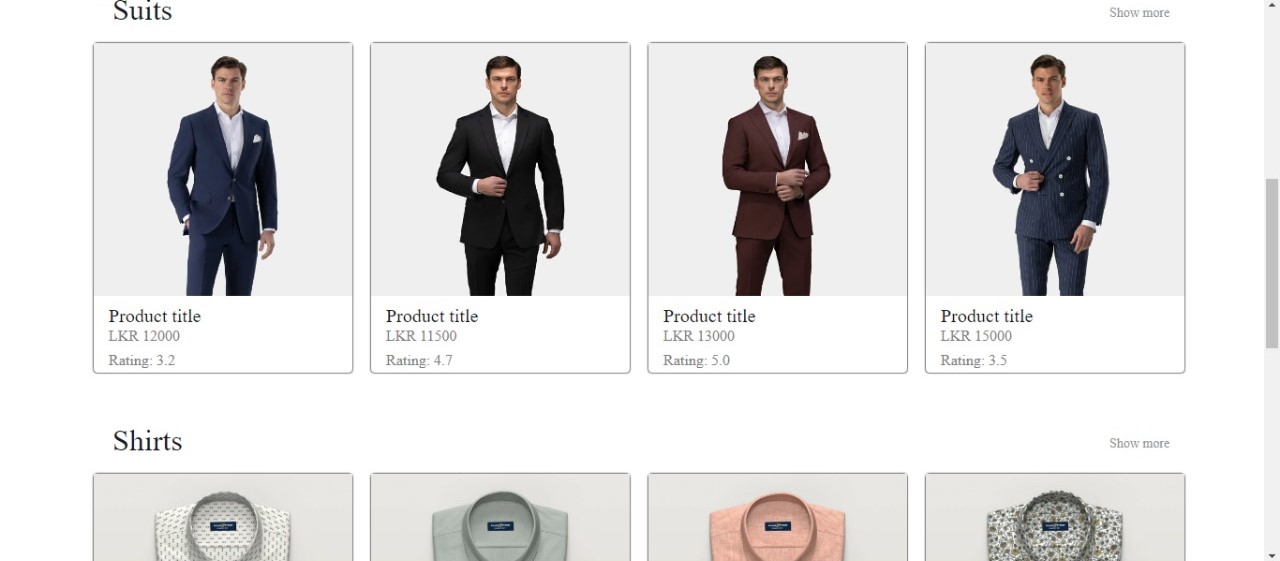 Suits
Show more
Product title
LKR 12000
Rating: 3.2
Product title
LKR 11500
Rating: 4.7
Product title
LKR 13000
Rating: 5.0
Product title
LKR 15000
Rating: 3.5
Shirts
Show more